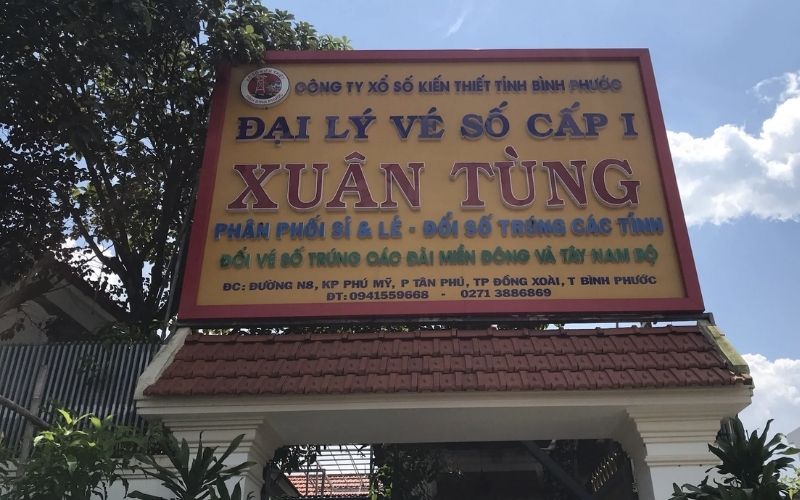 CÔNG TY XỔ SỐ KIẾN THIẾT TỈNH BÌNH PHƯỚC
ĐẠI LÝ VÉ SỐ CẤP I
XUÂN TÙNG
PHÂN PHỐI SỈ & LẺ - ĐỔI SỐ TRÚNG CÁC TỈNH
ĐỔI VÉ SỐ TRÚNG CÁC ĐÀI MIỀN ĐÔNG VÀ TÂY NAM BỘ
ĐC: ĐƯỜNG N8, KP PHÚ MỸ, P TÂN PHÚ, TP ĐỒNG XOÀI, T BÌNH PHƯỚC
ĐT: 0941559668 - 0271 3886869